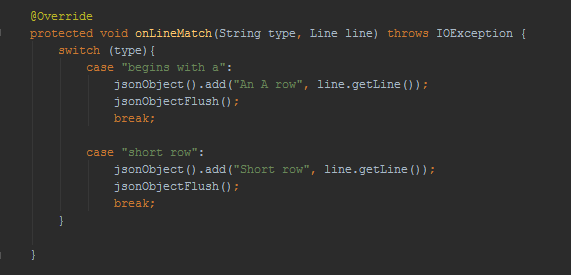 @Override
protected void onLineMatch(String type, Line line) throws IOException {
    switch (type){
        case "begins with a":
            jsonObject().add("An A row", line.getLine());
            jsonObjectFlush();
            break;

        case "short row":
            jsonObject().add("Short row", line.getLine());
            jsonObjectFlush();
            break;
    }

}